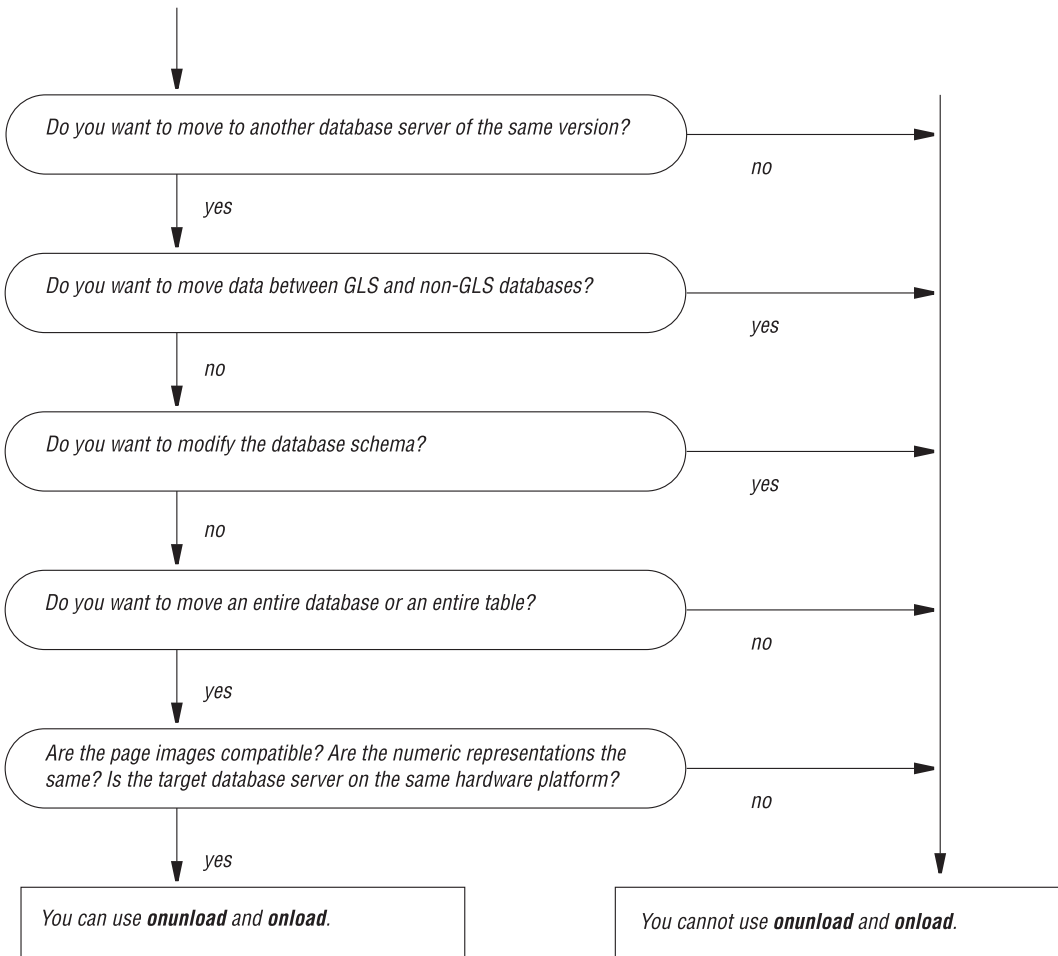 Do you want to move to another database server of the same version?
no
yes
Do you want to move data between GLS and non-GLS databases?
yes
no
Do you want to modify the database schema?
yes
no
Do you want to move an entire database or an entire table?
no
yes
Are the page images compatible? Are the numeric representations the
same? Is the target database server on the same hardware platform?
no
yes
You can use onunload and onload.
You cannot use onunload and onload.